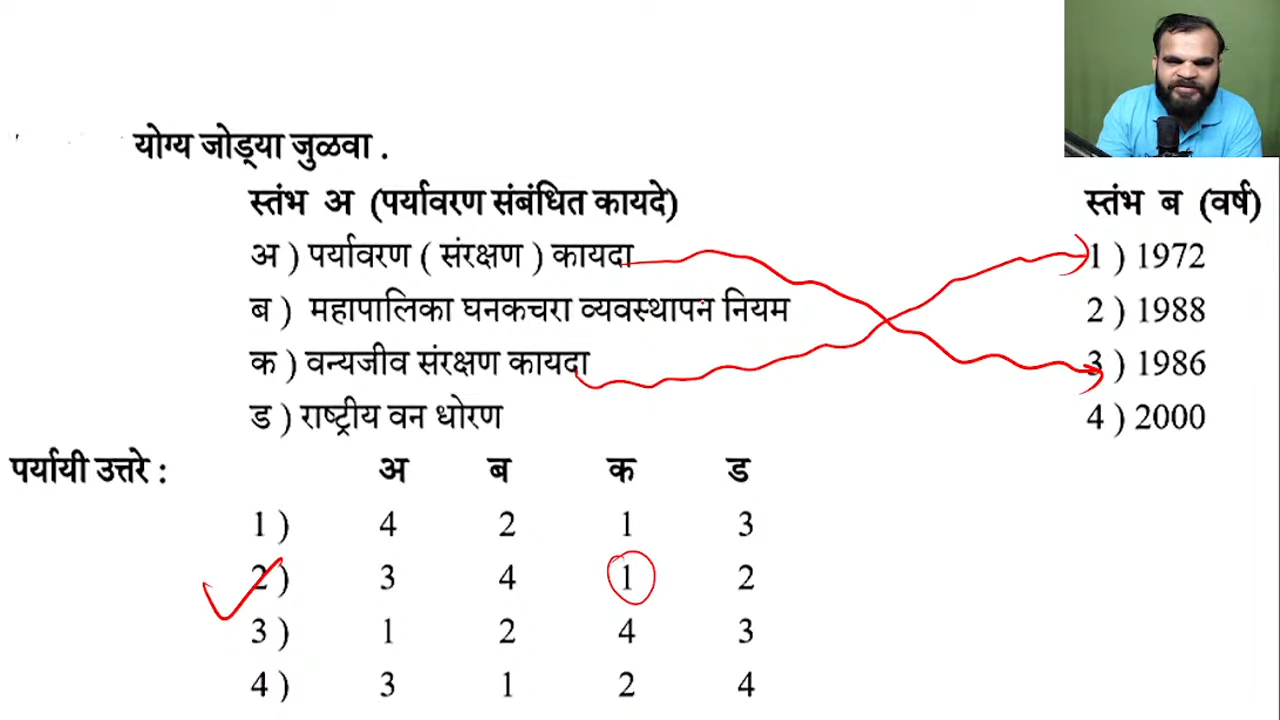 योग्य जोड्या जुळवा .
स्तंभ अ (पर्यावरण संबंधित कायदे) स्तंभ ब (वर्ष)
अ ) पर्यावरण ( संरक्षण ) कायदा 1 ) 1972
ब ) महापालिका घनकचरा व्यवस्थापन नियम 2 ) 1988
क ) वन्यजीव संरक्षण कायदा 3 ) 1986
ड ) राष्ट्रीय वन धोरण 4 ) 2000
पर्यायी उत्तरे : अ ब क ड
1 ) 4 2 1 3
2 ) 3 4 1 2
3 ) 1 2 4 3
4 ) 3 1 2 4